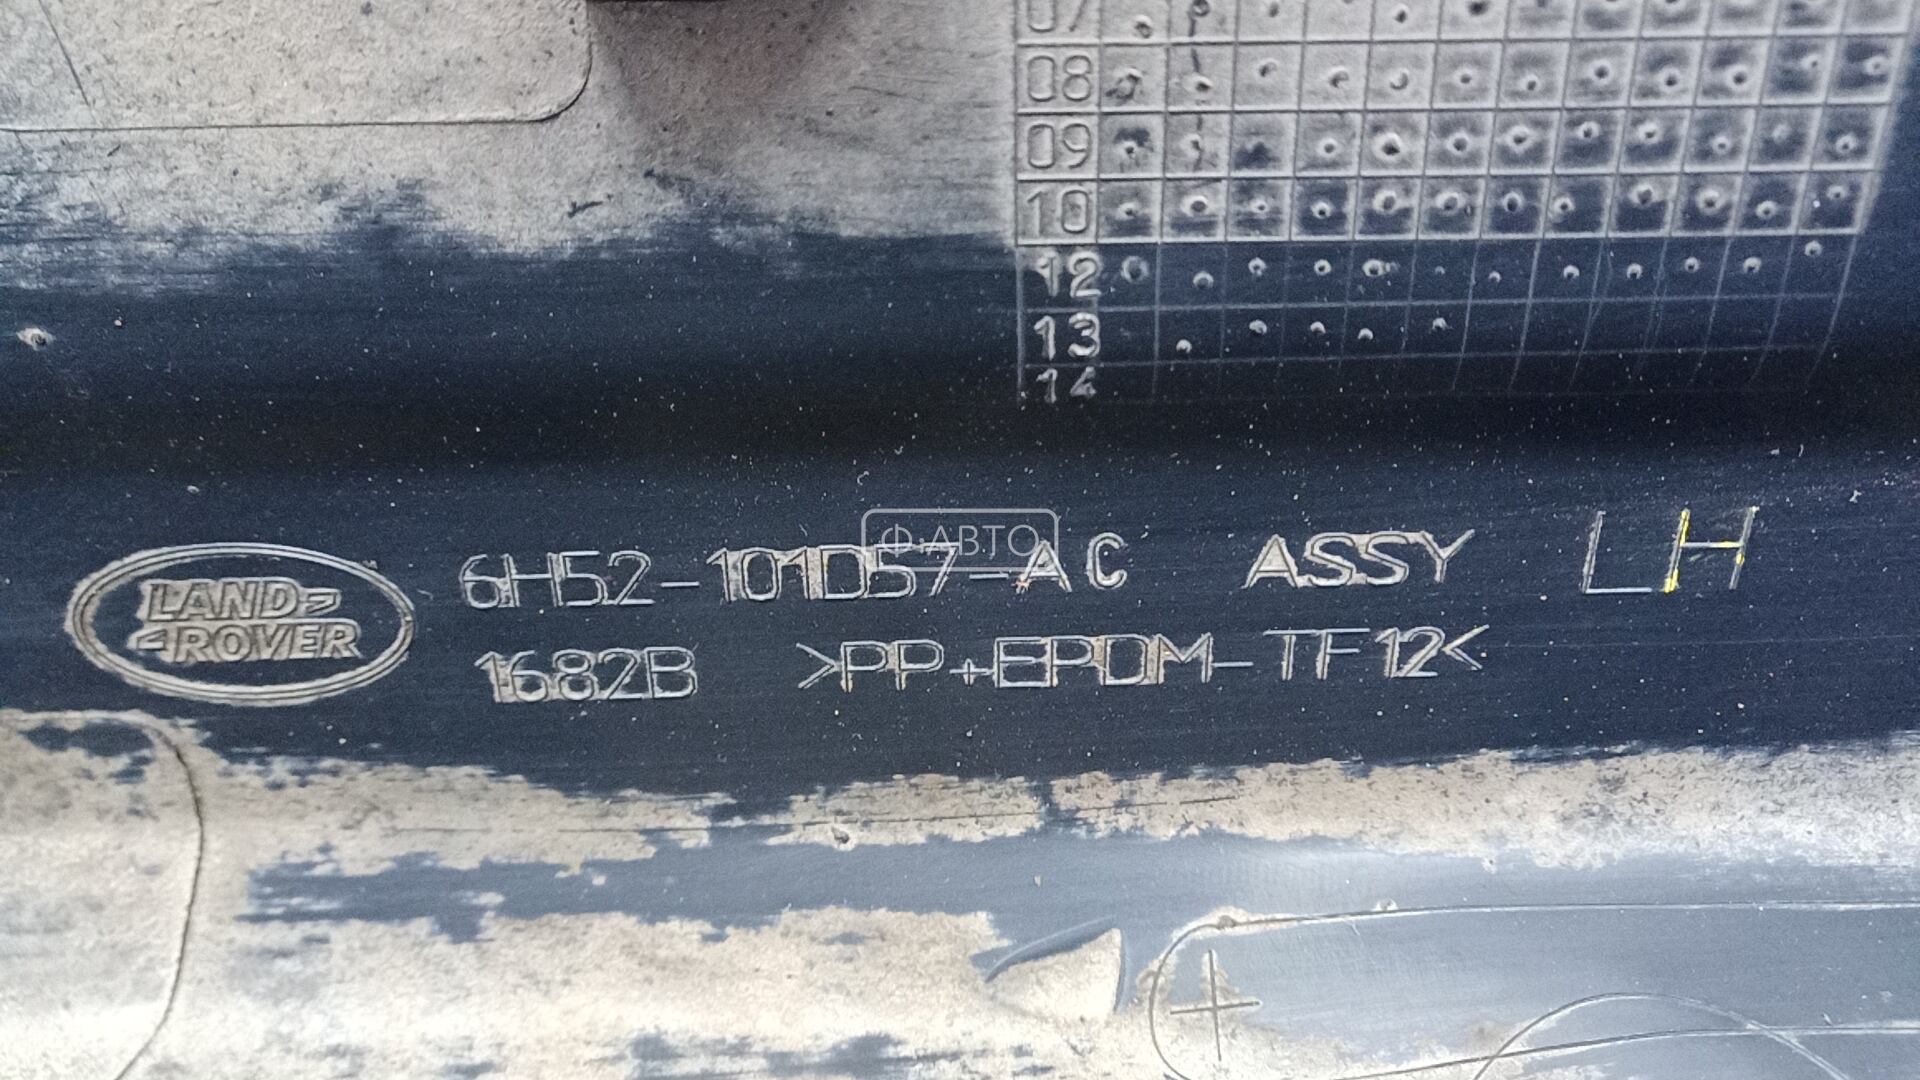 07
08
09
10
12
13
14
Ф·АВТО
LAND
ROVER
6H52-101D57-AC ASSY LH
1682B >PP+EPDM-TF12<